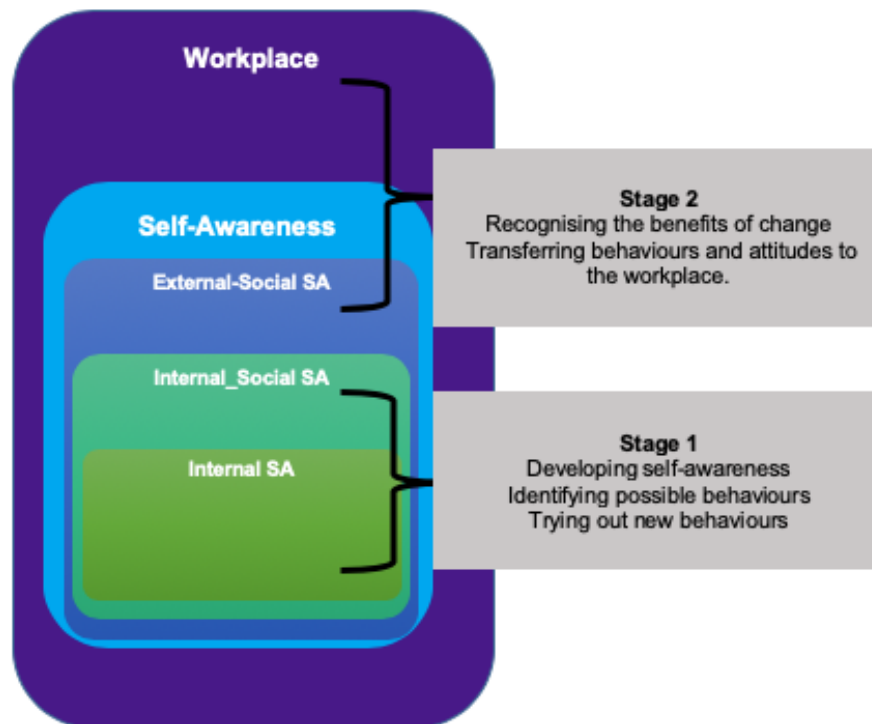 Workplace
Self-Awareness
External-Social SA
Internal_Social SA
Internal SA
Stage 2
Recognising the benefits of change
Transferring behaviours and attitudes to
the workplace.
Stage 1
Developing self-awareness
Identifying possible behaviours
Trying out new behaviours